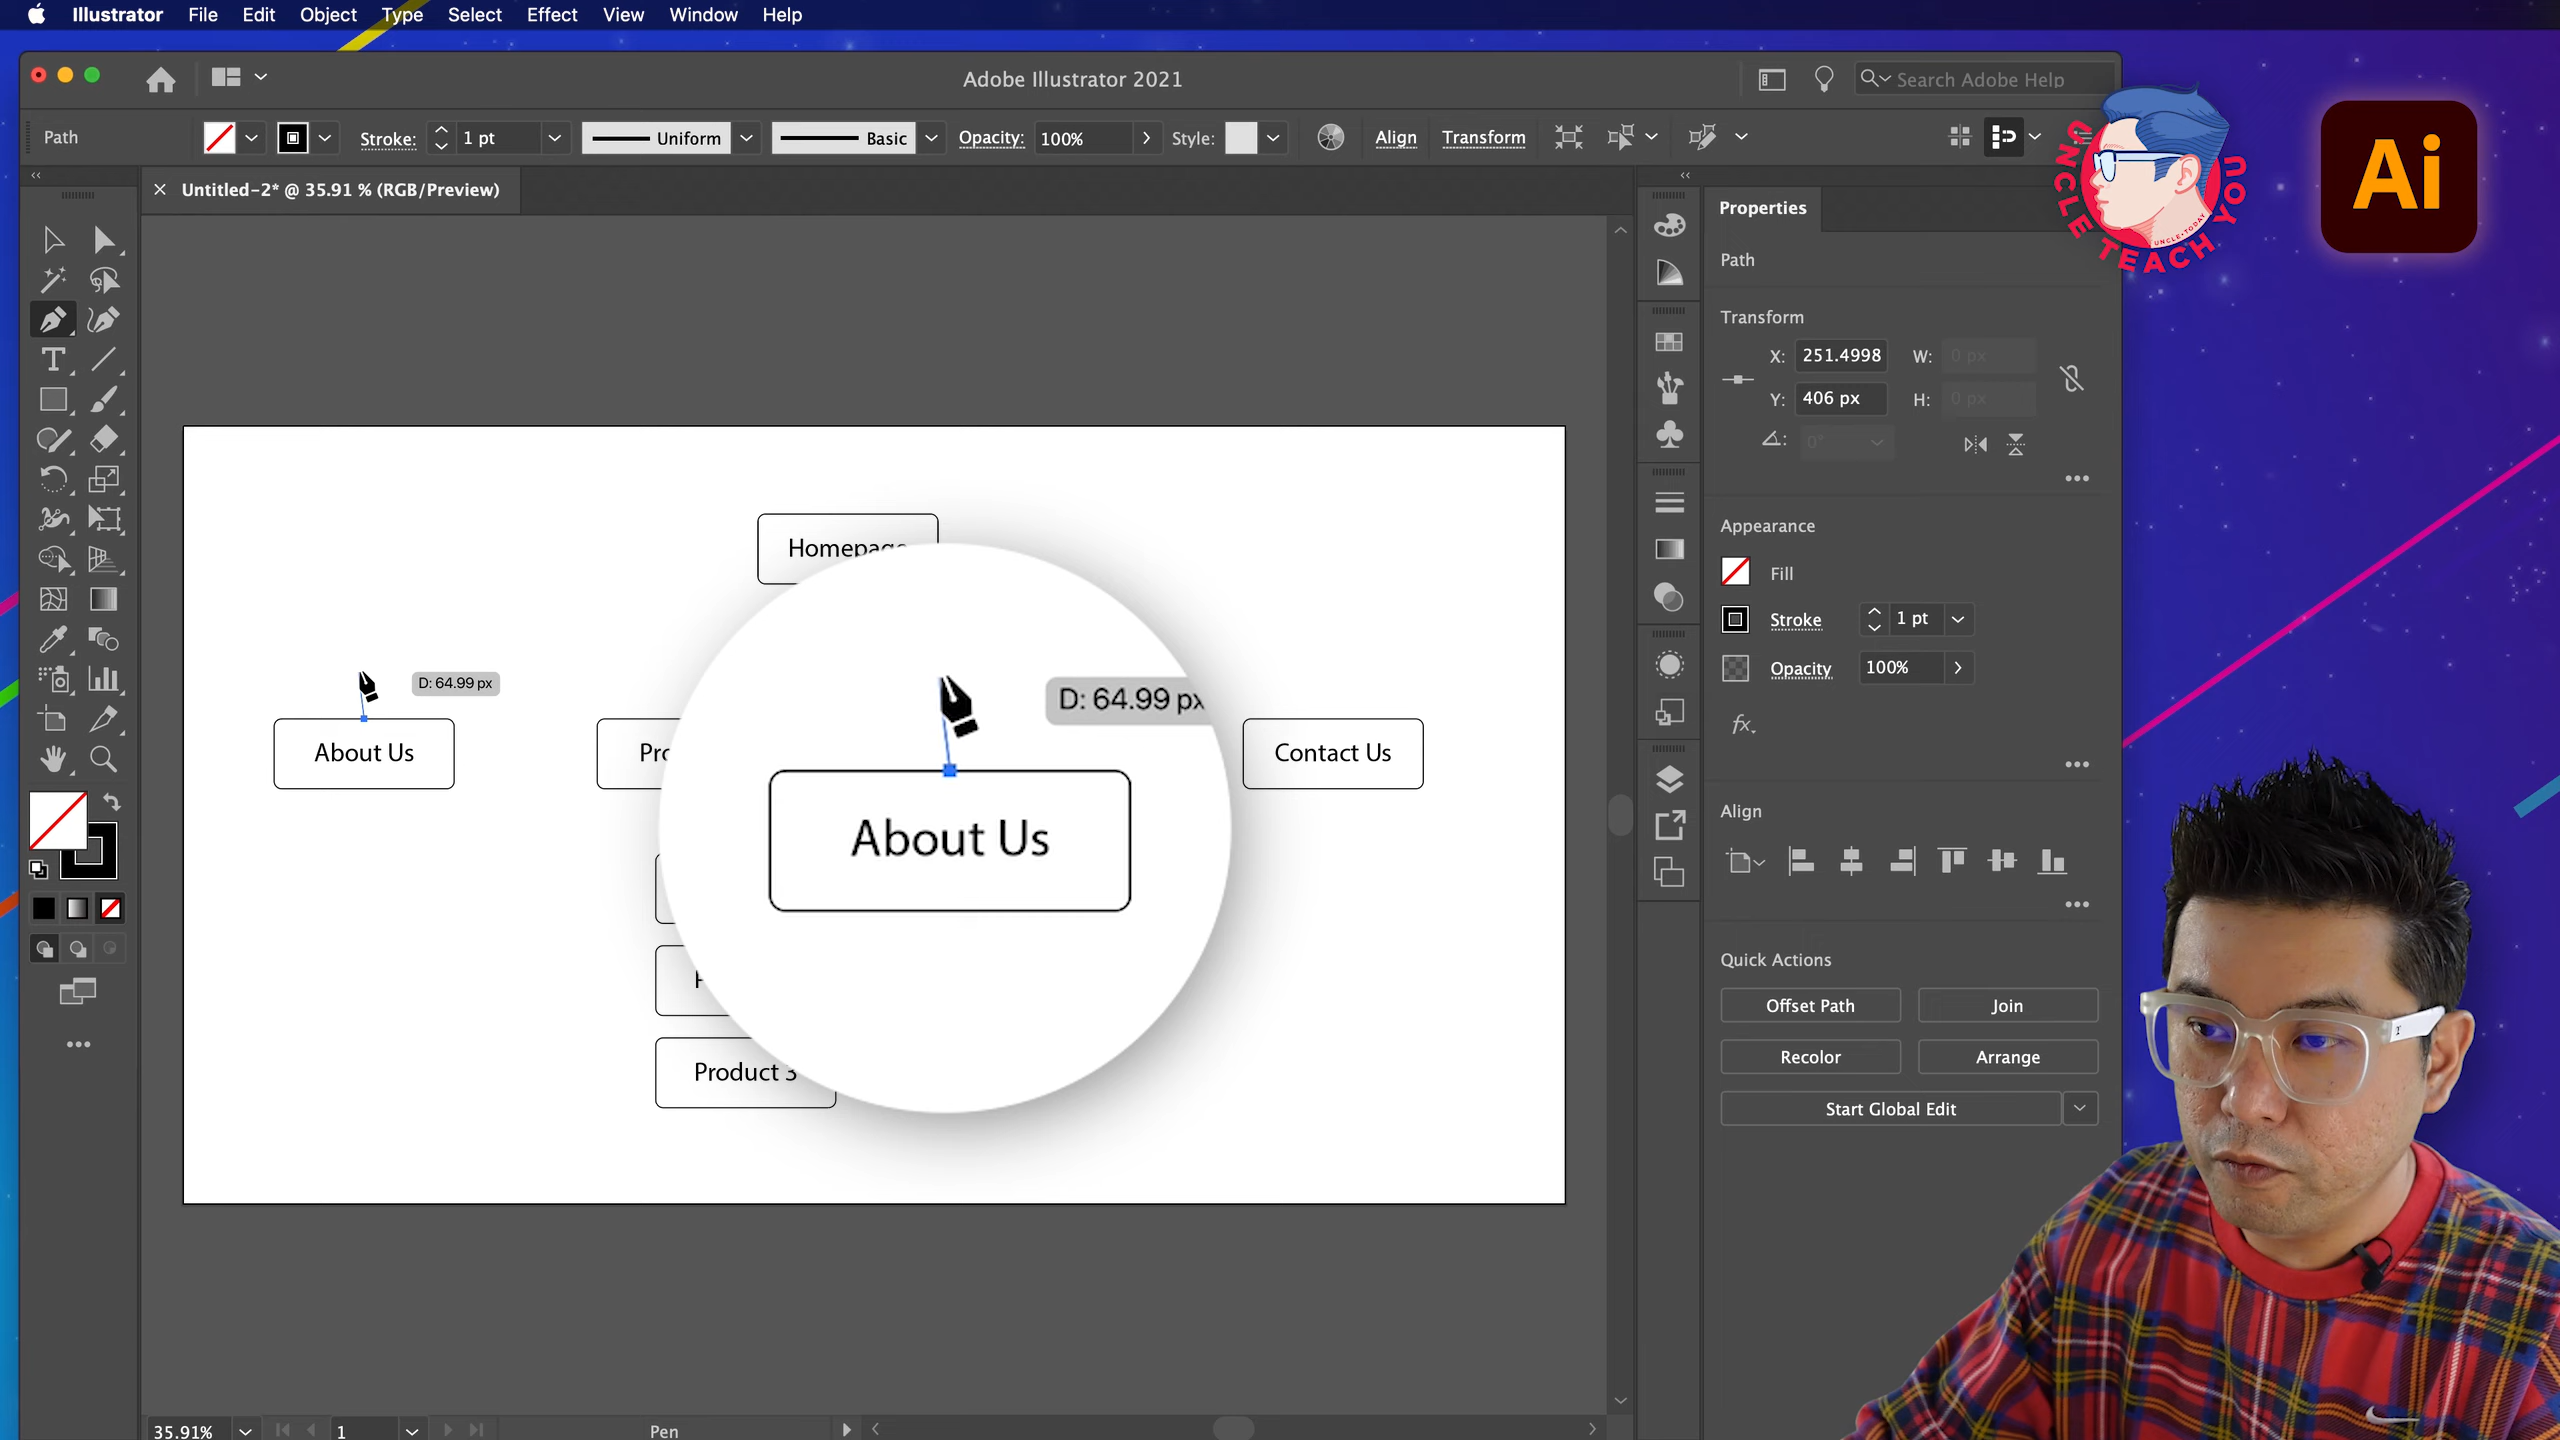 Illustrator File Edit Object Type Select Effect View Window Help
Adobe Illustrator 2021
Search Adobe Help
Path
Stroke: 1 pt Uniform Basic Opacity: 100% Style: Align Transform
Untitled-2* @ 35.91 % (RGB/Preview)
UNCLE TEACH YOU
UNCLE•TODAY
Ai
Properties
Path
Transform
X: 251.4998 W: 0 px
Y: 406 px H: 0 px
0°
Appearance
Fill
Stroke 1 pt
Opacity 100%
fx.
Align
Quick Actions
Offset Path Join
Recolor Arrange
Start Global Edit
Homepage
D: 64.99 px
D: 64.99 px
About Us
Contact Us
About Us
Product 3
35.91% 1 Pen